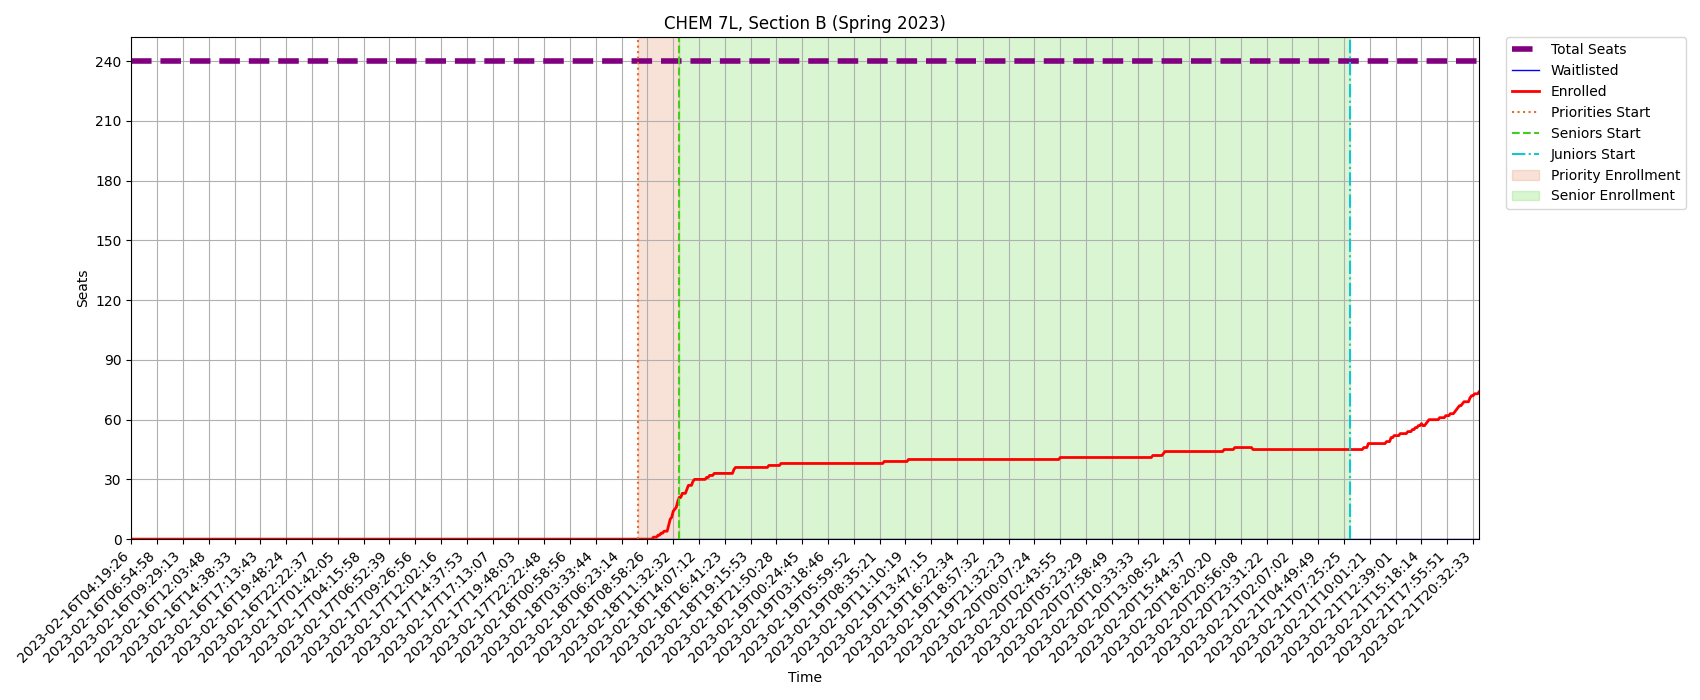 CHEM 7L, Section B (Spring 2023)
Total Seats
Waitlisted
Enrolled
Priorities Start
Seniors Start
Juniors Start
Priority Enrollment
Senior Enrollment
Seats
240
210
180
150
120
90
60
30
0
2023-02-16T04:19:26
2023-02-16T06:54:58
2023-02-16T09:29:13
2023-02-16T12:03:48
2023-02-16T14:38:33
2023-02-16T17:13:43
2023-02-16T19:48:24
2023-02-16T22:22:37
2023-02-17T01:42:05
2023-02-17T04:15:58
2023-02-17T06:52:39
2023-02-17T09:26:56
2023-02-17T12:02:16
2023-02-17T14:37:53
2023-02-17T17:13:07
2023-02-17T19:48:03
2023-02-17T22:22:48
2023-02-18T00:58:56
2023-02-18T03:33:44
2023-02-18T06:23:14
2023-02-18T08:58:26
2023-02-18T11:32:32
2023-02-18T14:07:12
2023-02-18T16:41:23
2023-02-18T19:15:53
2023-02-18T21:50:28
2023-02-19T00:24:45
2023-02-19T03:18:46
2023-02-19T05:59:52
2023-02-19T08:35:21
2023-02-19T11:10:19
2023-02-19T13:47:15
2023-02-19T16:22:34
2023-02-19T18:57:32
2023-02-19T21:32:23
2023-02-20T00:07:24
2023-02-20T02:43:55
2023-02-20T05:23:29
2023-02-20T07:58:49
2023-02-20T10:33:33
2023-02-20T13:08:52
2023-02-20T15:44:37
2023-02-20T18:20:20
2023-02-20T20:56:08
2023-02-20T23:31:22
2023-02-21T02:07:02
2023-02-21T04:49:49
2023-02-21T07:25:25
2023-02-21T10:01:21
2023-02-21T12:39:01
2023-02-21T15:18:14
2023-02-21T17:55:51
2023-02-21T20:32:33
Time